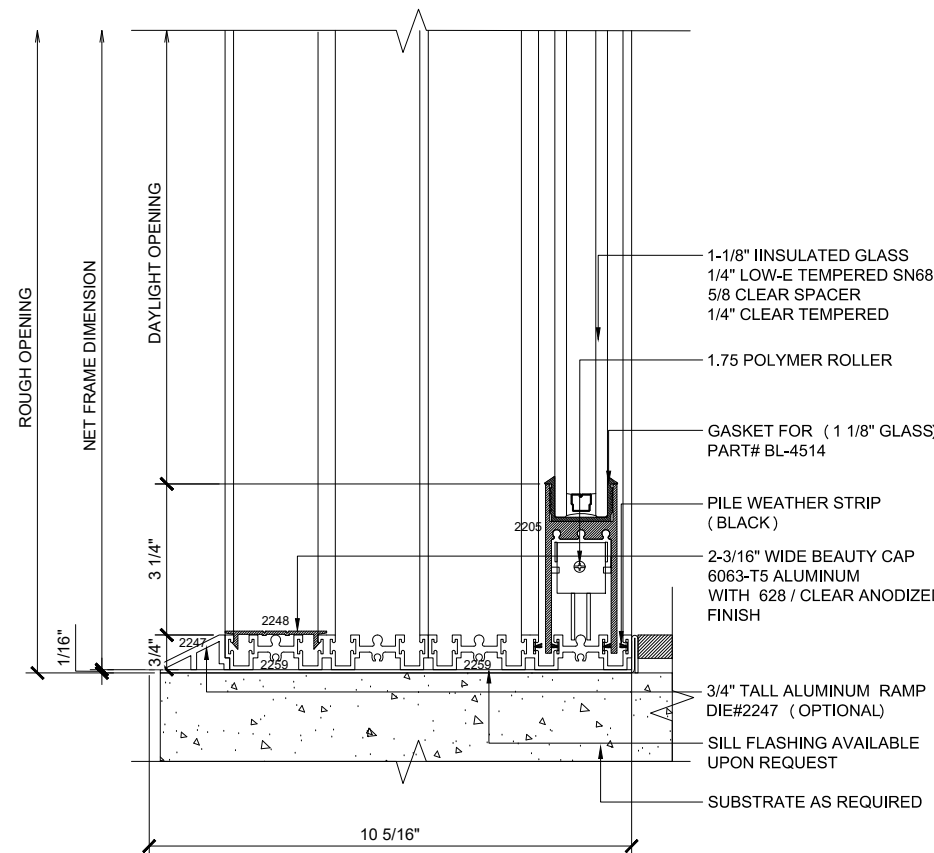 ROUGH OPENING
NET FRAME DIMENSION
DAYLIGHT OPENING
3 1/4"
3/4"
1/16"
2248
2247
2259
2259
2205
10 5/16"
1-1/8" IINSULATED GLASS
1/4" LOW-E TEMPERED SN68
5/8 CLEAR SPACER
1/4" CLEAR TEMPERED
1.75 POLYMER ROLLER
GASKET FOR ( 1 1/8" GLASS)
PART# BL-4514
PILE WEATHER STRIP
( BLACK )
2-3/16" WIDE BEAUTY CAP
6063-T5 ALUMINUM
WITH 628 / CLEAR ANODIZED
FINISH
3/4" TALL ALUMINUM RAMP
DIE#2247 ( OPTIONAL)
SILL FLASHING AVAILABLE
UPON REQUEST
SUBSTRATE AS REQUIRED